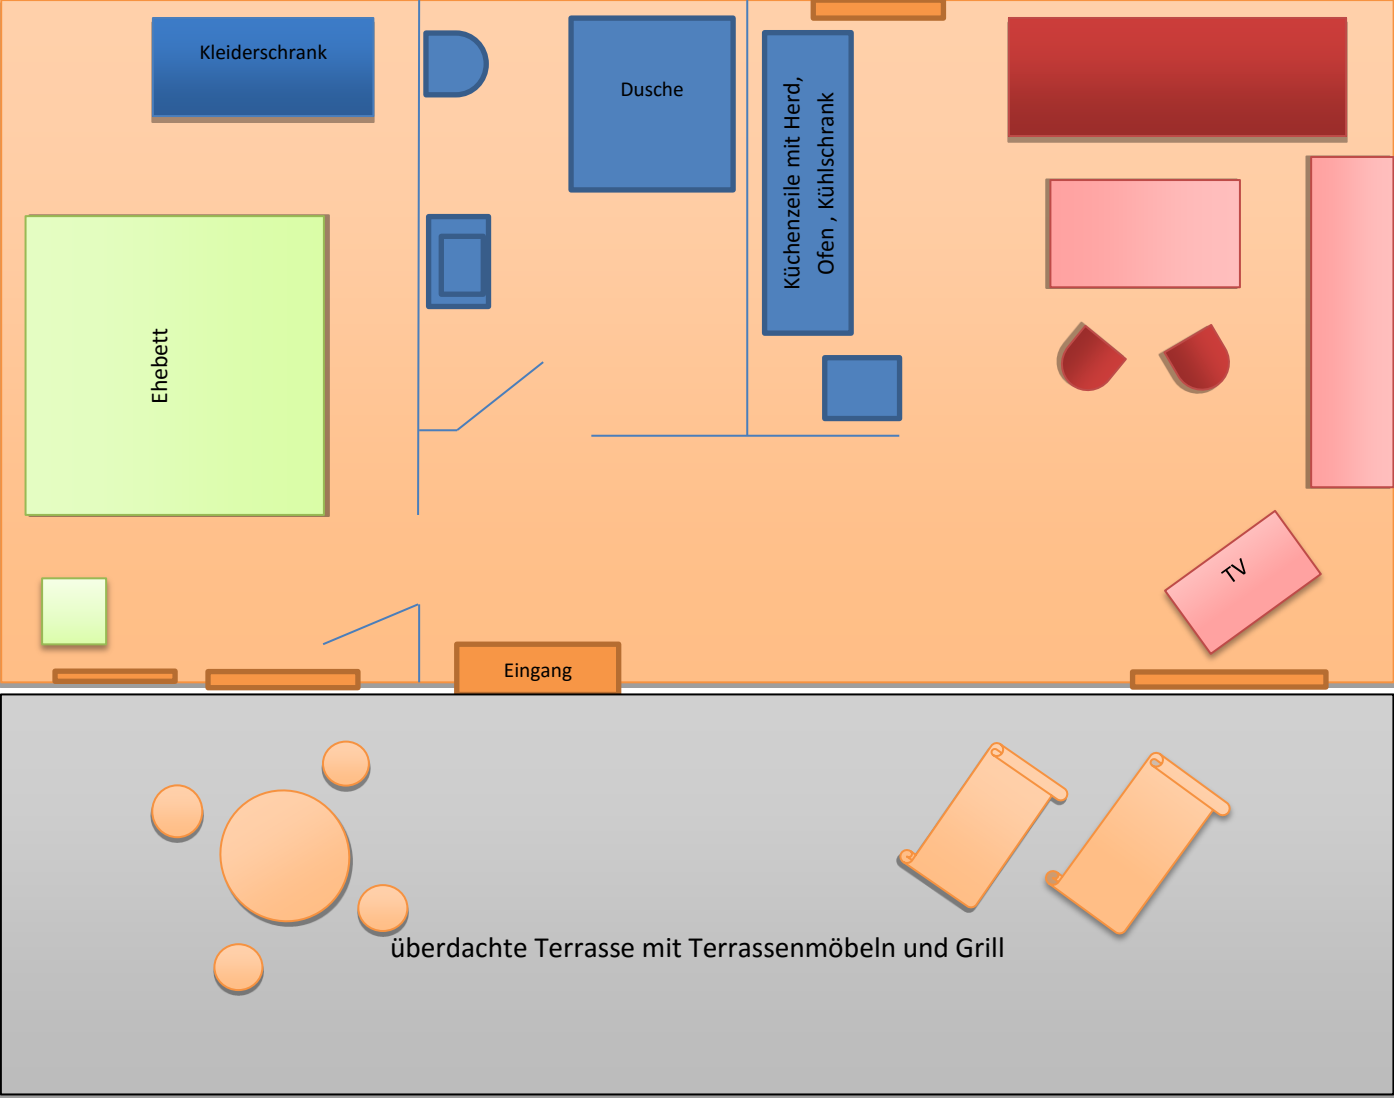 Kleiderschrank
Dusche
Küchenzeile mit Herd,
Ofen , Kühlschrank
Ehebett
TV
Eingang
überdachte Terrasse mit Terrassenmöbeln und Grill